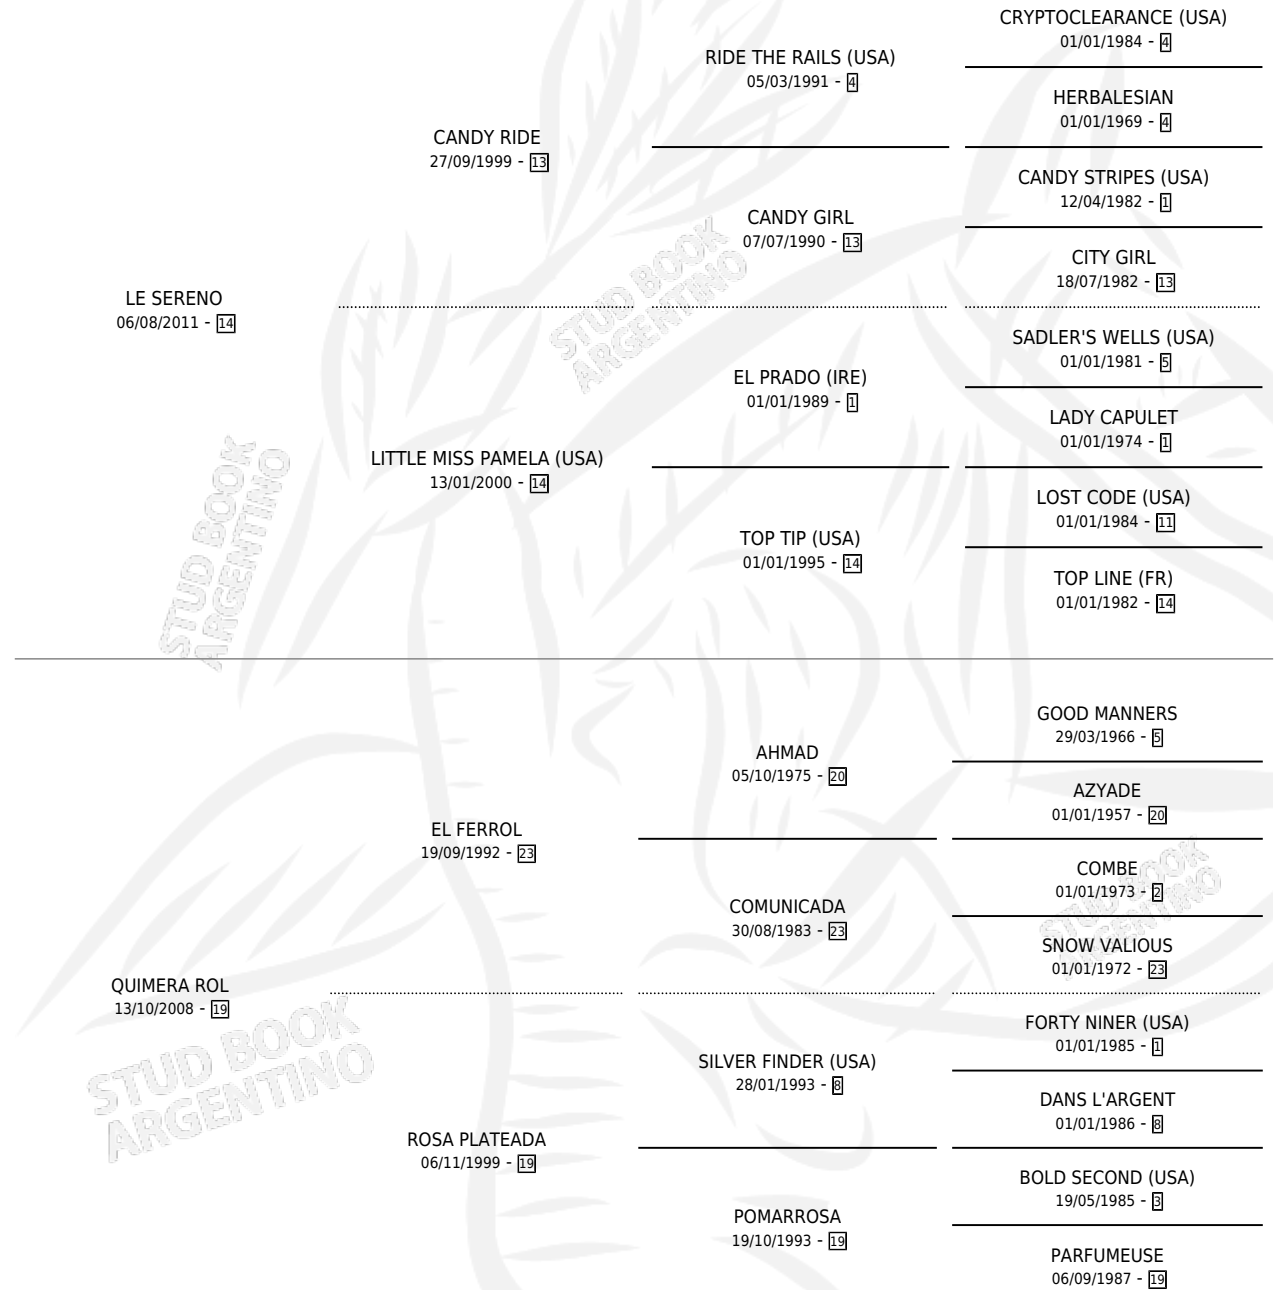 CRYPTOCLEARANCE (USA)
01/01/1984 - 4
RIDE THE RAILS (USA)
05/03/1991 - 4
HERBALESIAN
01/01/1969 - 4
CANDY RIDE
27/09/1999 - 13
CANDY STRIPES (USA)
12/04/1982 - 1
CANDY GIRL
07/07/1990 - 13
CITY GIRL
18/07/1982 - 13
LE SERENO
06/08/2011 - 14
STUD BOOK
ARGENTINO
SADLER'S WELLS (USA)
01/01/1981 - 5
EL PRADO (IRE)
01/01/1989 - 1
LADY CAPULET
01/01/1974 - 1
LITTLE MISS PAMELA (USA)
13/01/2000 - 14
LOST CODE (USA)
01/01/1984 - 11
TOP TIP (USA)
01/01/1995 - 14
TOP LINE (FR)
01/01/1982 - 14
STUD BOOK
ARGENTINO
GOOD MANNERS
29/03/1966 - 5
AHMAD
05/10/1975 - 20
AZYADE
01/01/1957 - 20
EL FERROL
19/09/1992 - 23
COMBE
01/01/1973 - 2
COMUNICADA
30/08/1983 - 23
STUD BOOK
ARGENTINO
SNOW VALIOUS
01/01/1972 - 23
QUIMERA ROL
13/10/2008 - 19
FORTY NINER (USA)
01/01/1985 - 1
STUD BOOK
ARGENTINO
SILVER FINDER (USA)
28/01/1993 - 8
DANS L'ARGENT
01/01/1986 - 8
ROSA PLATEADA
06/11/1999 - 19
BOLD SECOND (USA)
19/05/1985 - 3
POMARROSA
19/10/1993 - 19
PARFUMEUSE
06/09/1987 - 19